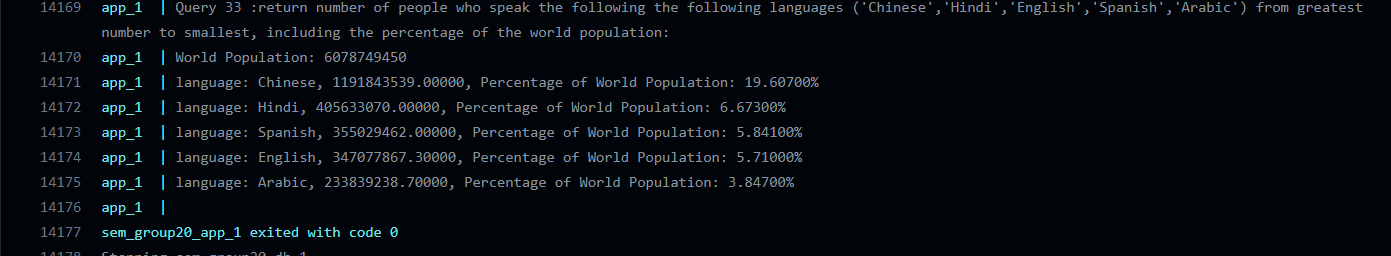 14169 app_1 | Query 33 :return number of people who speak the following the following languages ('Chinese','Hindi','English','Spanish','Arabic') from greatest
number to smallest, including the percentage of the world population:
14170 app_1 | World Population: 6078749450
14171 app_1 | language: Chinese, 1191843539.00000, Percentage of World Population: 19.60700%
14172 app_1 | language: Hindi, 405633070.00000, Percentage of World Population: 6.67300%
14173 app_1 | language: Spanish, 355029462.00000, Percentage of World Population: 5.84100%
14174 app_1 | language: English, 347077867.30000, Percentage of World Population: 5.71000%
14175 app_1 | language: Arabic, 233839238.70000, Percentage of World Population: 3.84700%
14176 app_1 |
14177 sem_group20_app_1 exited with code 0
14178 Stopping sem_group20_db_1